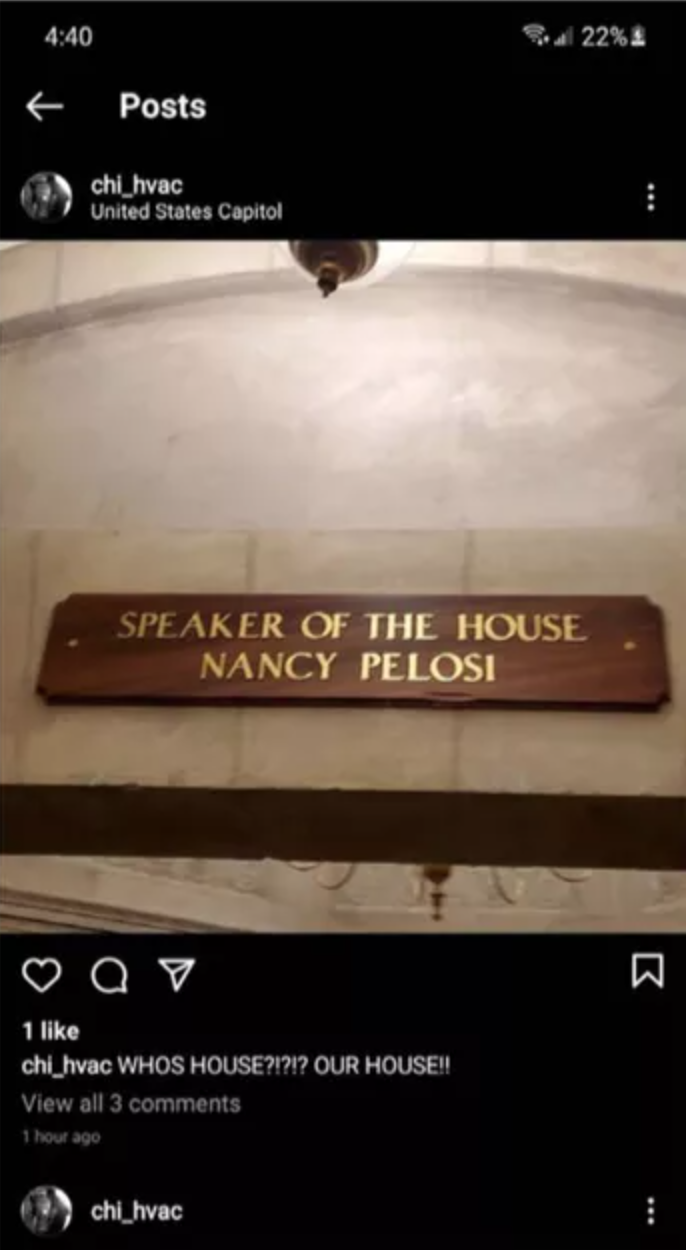 4:40
22%
Posts
chi_hvac
United States Capitol
SPEAKER OF THE HOUSE
NANCY PELOSI
1 like
chi_hvac WHOS HOUSE?!?!? OUR HOUSE!!
View all 3 comments
1 hour ago
chi_hvac